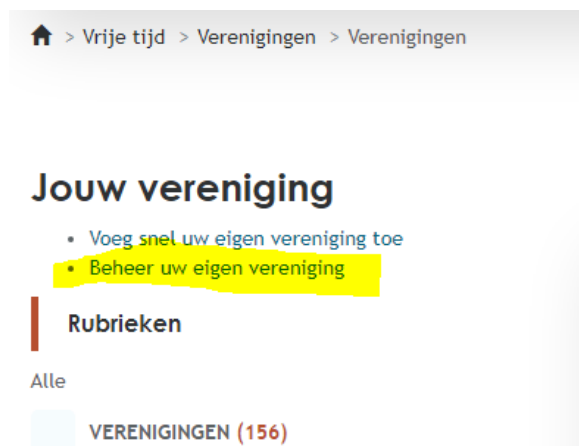 > Vrije tijd > Verenigingen > Verenigingen
Jouw vereniging
• Voeg snel uw eigen vereniging toe
• Beheer uw eigen vereniging
Rubrieken
Alle
VERENIGINGEN (156)